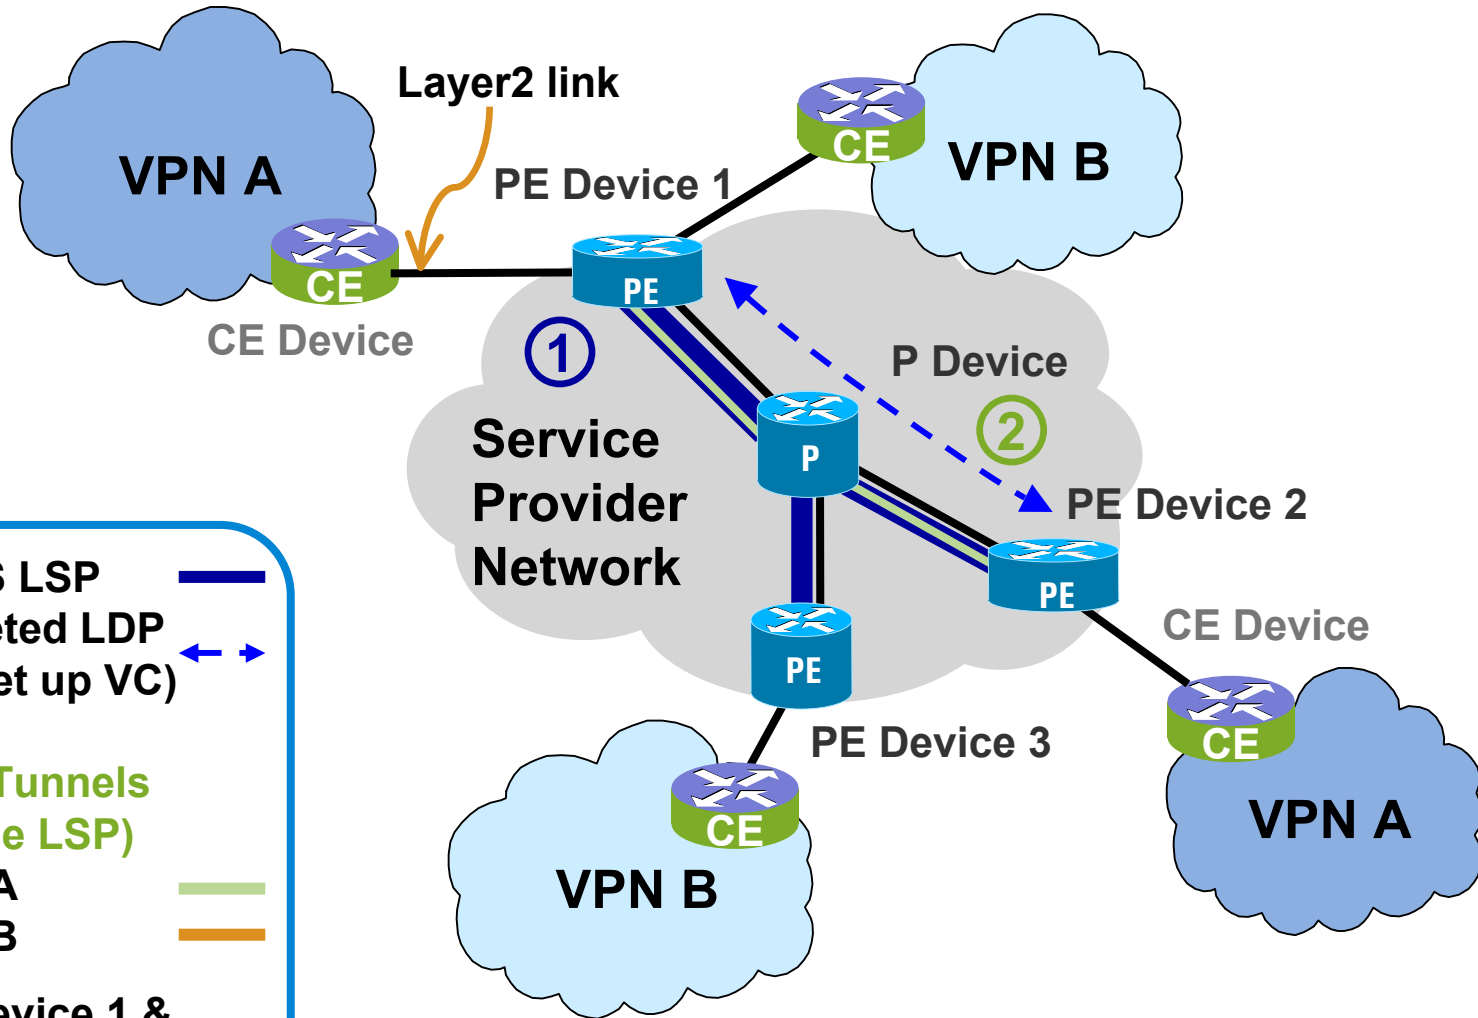 Layer2 link
VPN A
CE
CE Device
PE Device 1
PE
CE
VPN B
1
Service
Provider
Network
P Device
2
P
PE Device 2
PE
CE Device
CE
VPN A
PE
PE Device 3
CE
VPN B
S LSP
eted LDP
et up VC)
Tunnels
e LSP)
A
B
evice 1 &